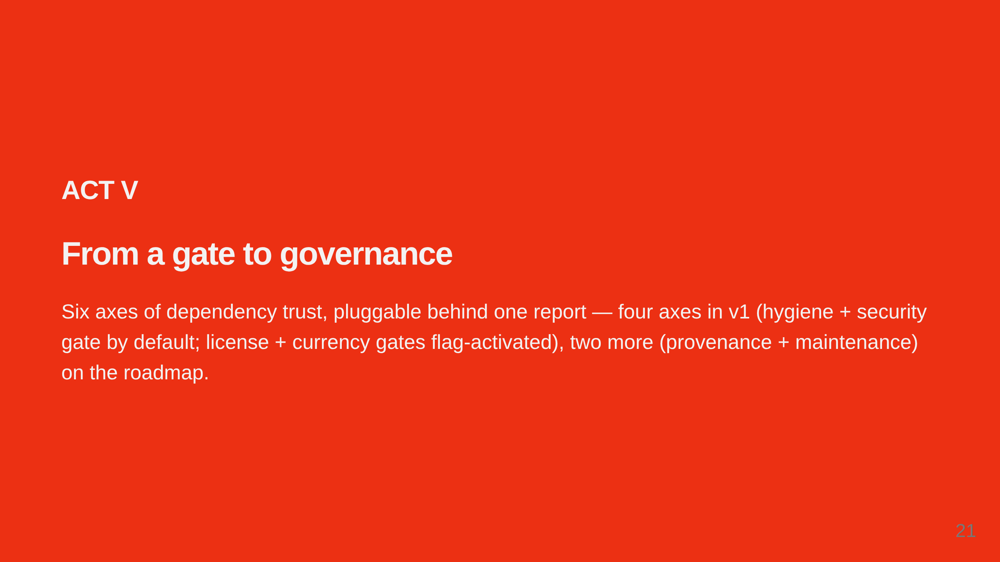 ACT V
From a gate to governance
Six axes of dependency trust, pluggable behind one report — four axes in v1 (hygiene + security
gate by default; license + currency gates flag-activated), two more (provenance + maintenance)
on the roadmap.
21